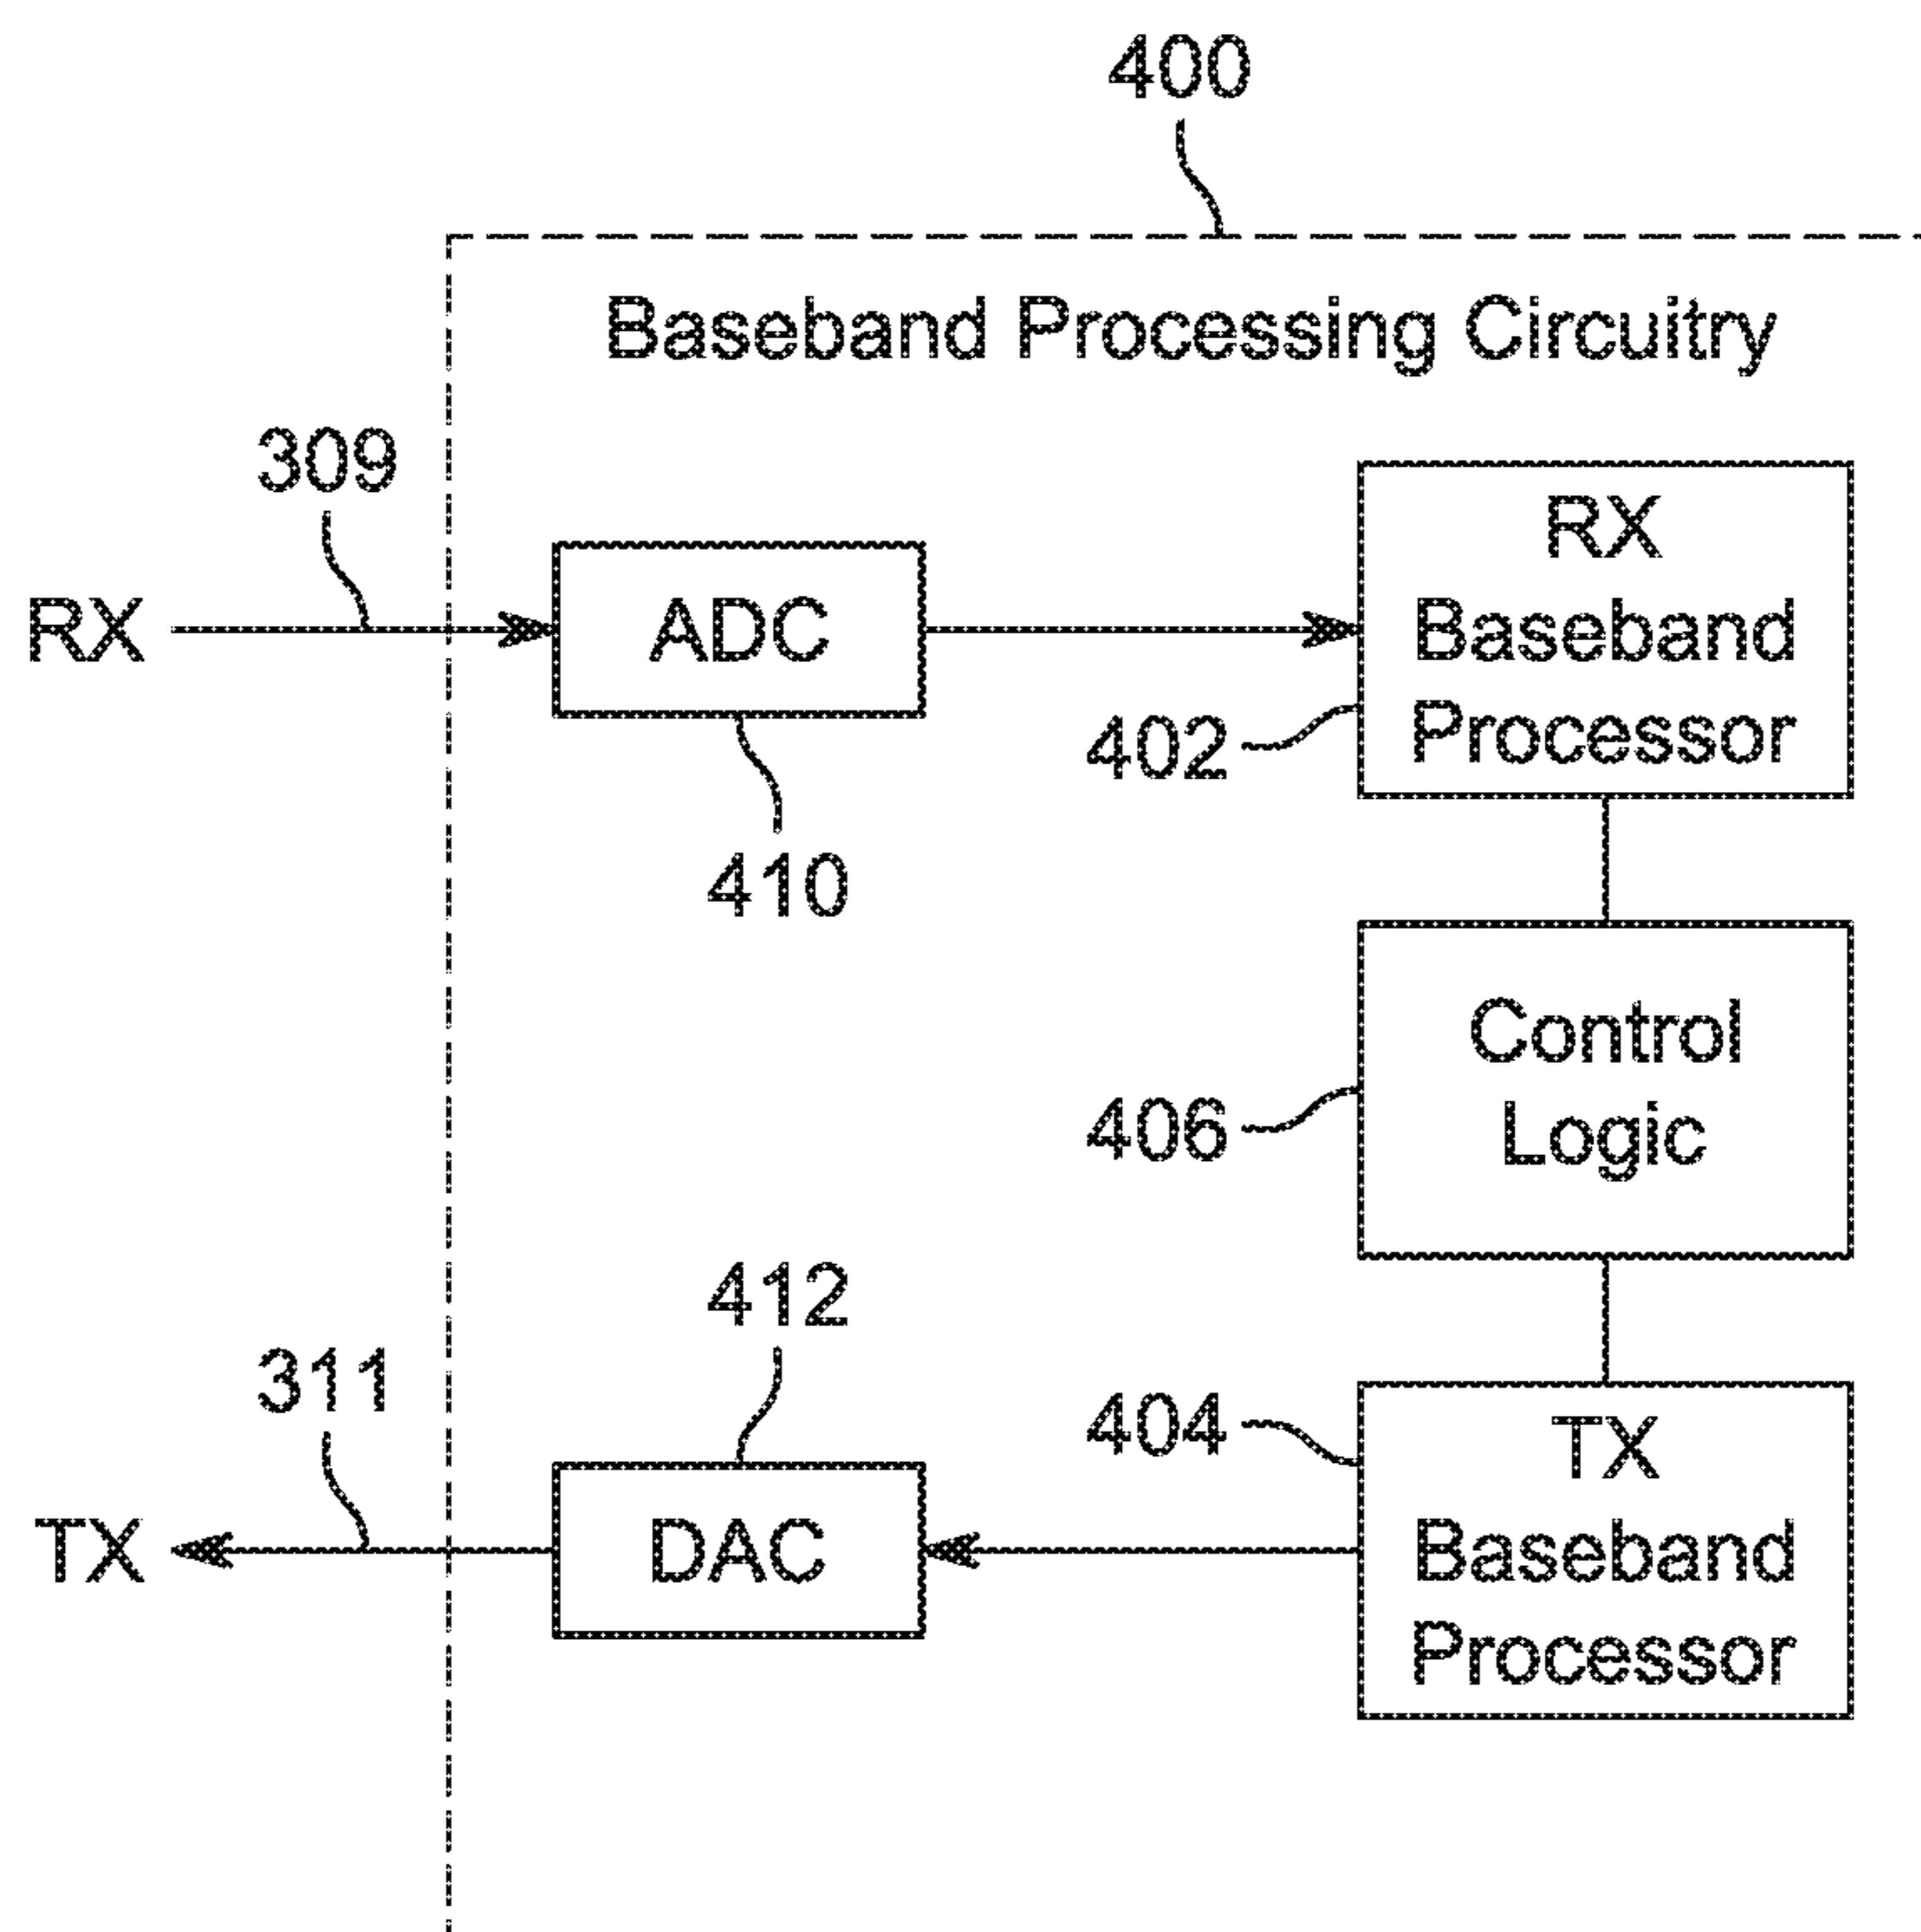 400
Baseband Processing Circuitry
309
RX
ADC
410
RX
Baseband
Processor
402
Control
Logic
406
412
311
TX
DAC
404
TX
Baseband
Processor